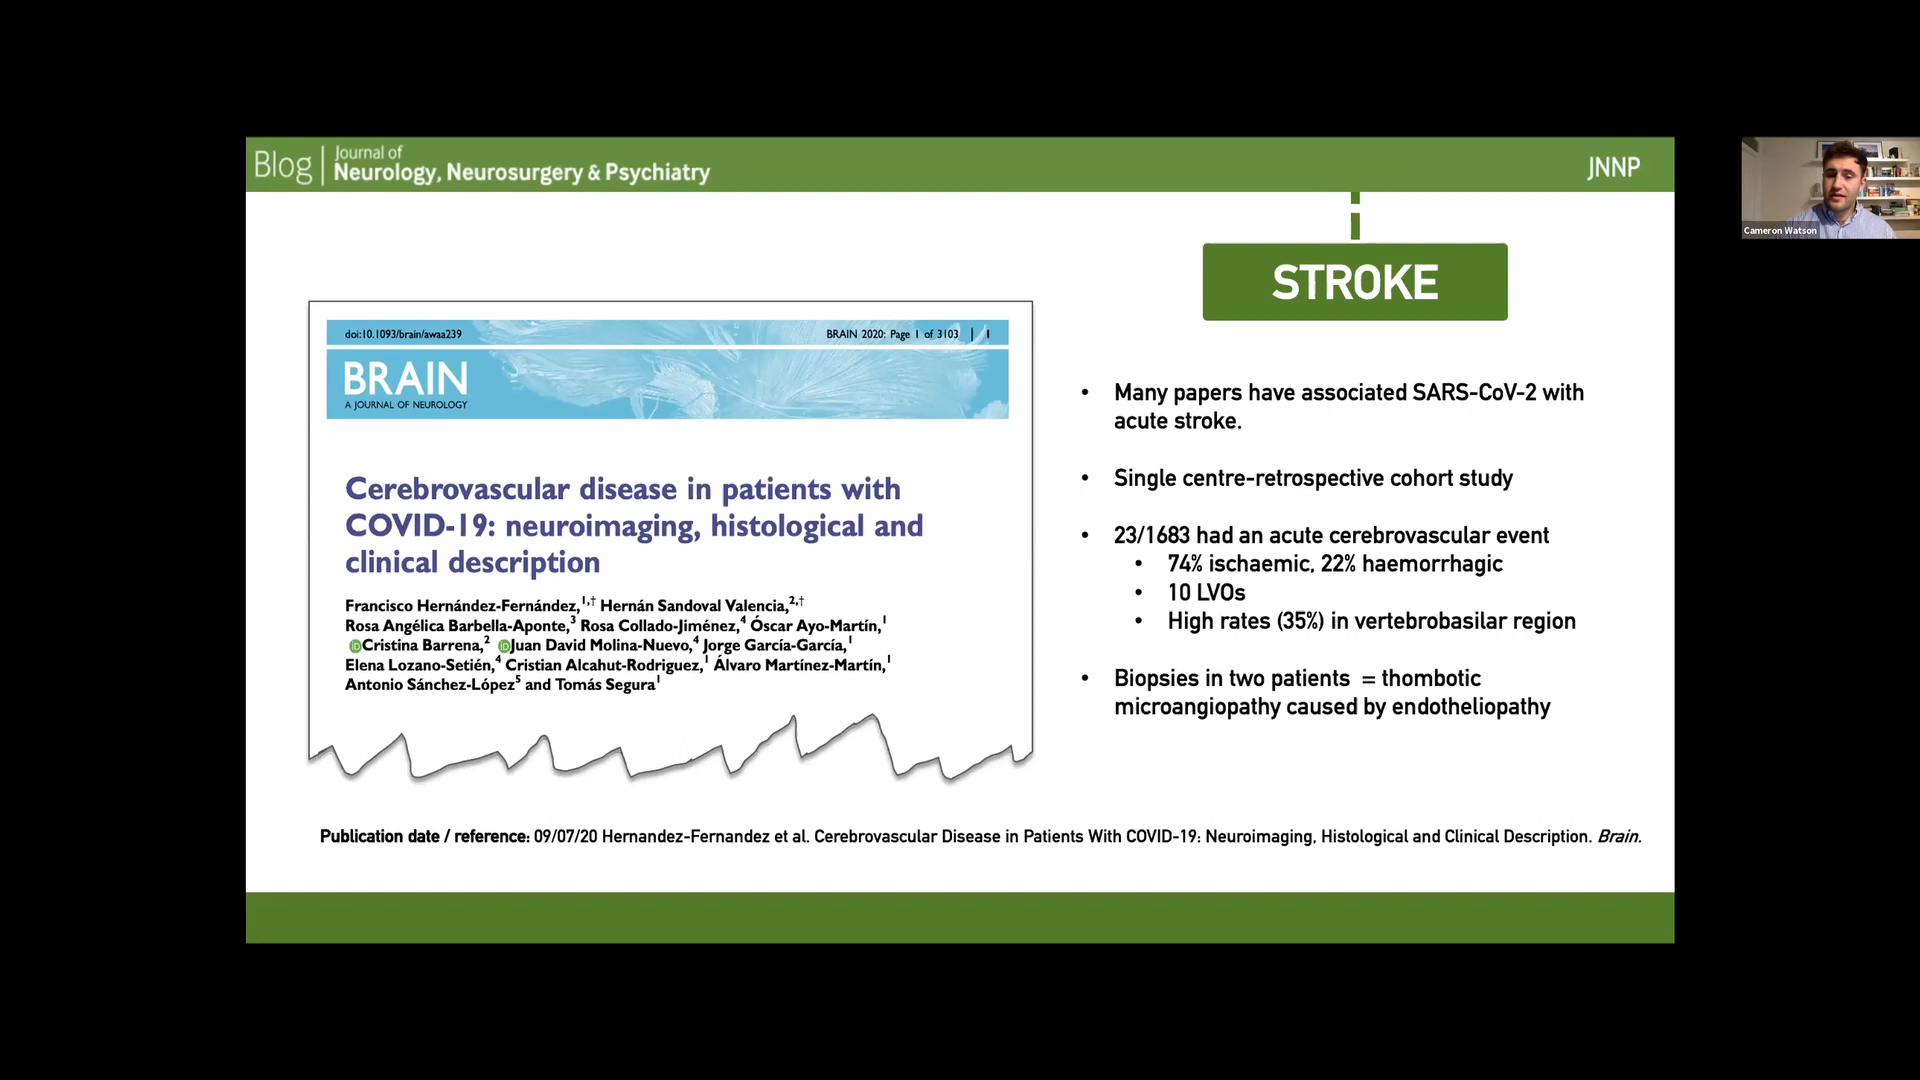 Blog | Journal of
Neurology, Neurosurgery & Psychiatry
JNNP
Cameron Watson
STROKE
doi:10.1093/brain/awaa239
BRAIN 2020: Page 1 of 3103 | 1
BRAIN
A JOURNAL OF NEUROLOGY
Cerebrovascular disease in patients with
COVID-19: neuroimaging, histological and
clinical description
Francisco Hernández-Fernández,1,† Hernán Sandoval Valencia,2,†
Rosa Angélica Barbella-Aponte,3 Rosa Collado-Jiménez,4 Óscar Ayo-Martín,1
iD Cristina Barrena,2 iD Juan David Molina-Nuevo,4 Jorge García-García,1
Elena Lozano-Setién,4 Cristian Alcahut-Rodriguez,1 Álvaro Martínez-Martín,1
Antonio Sánchez-López5 and Tomás Segura1
• Many papers have associated SARS-CoV-2 with
acute stroke.
• Single centre-retrospective cohort study
• 23/1683 had an acute cerebrovascular event
• 74% ischaemic, 22% haemorrhagic
• 10 LVOs
• High rates (35%) in vertebrobasilar region
• Biopsies in two patients = thombotic
microangiopathy caused by endotheliopathy
Publication date / reference: 09/07/20 Hernandez-Fernandez et al. Cerebrovascular Disease in Patients With COVID-19: Neuroimaging, Histological and Clinical Description. Brain.